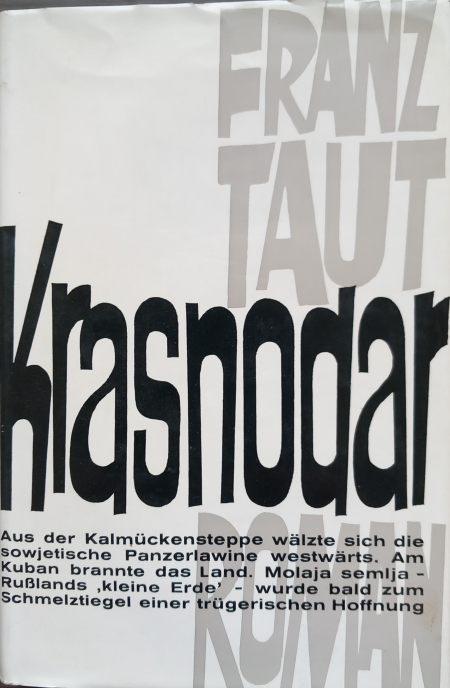 FRANZ
TAUT
Krasnodar
ROMAN
Aus der Kalmückensteppe wälzte sich die
sowjetische Panzerlawine westwärts. Am
Kuban brannte das Land. Molaja semlja -
Rußlands ‚kleine Erde' wurde bald zum
Schmelztiegel einer trügerischen Hoffnung